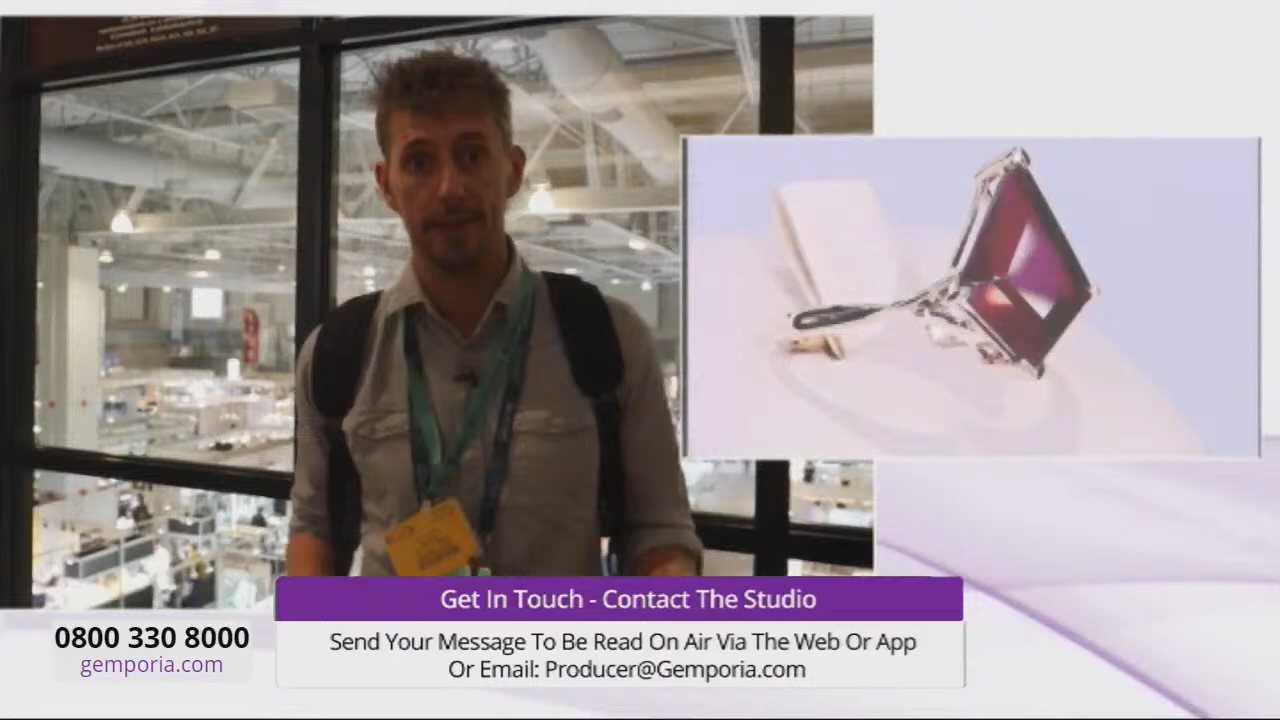 Get In Touch - Contact The Studio
0800 330 8000
gemporia.com
Send Your Message To Be Read On Air Via The Web Or App
Or Email: Producer@Gemporia.com